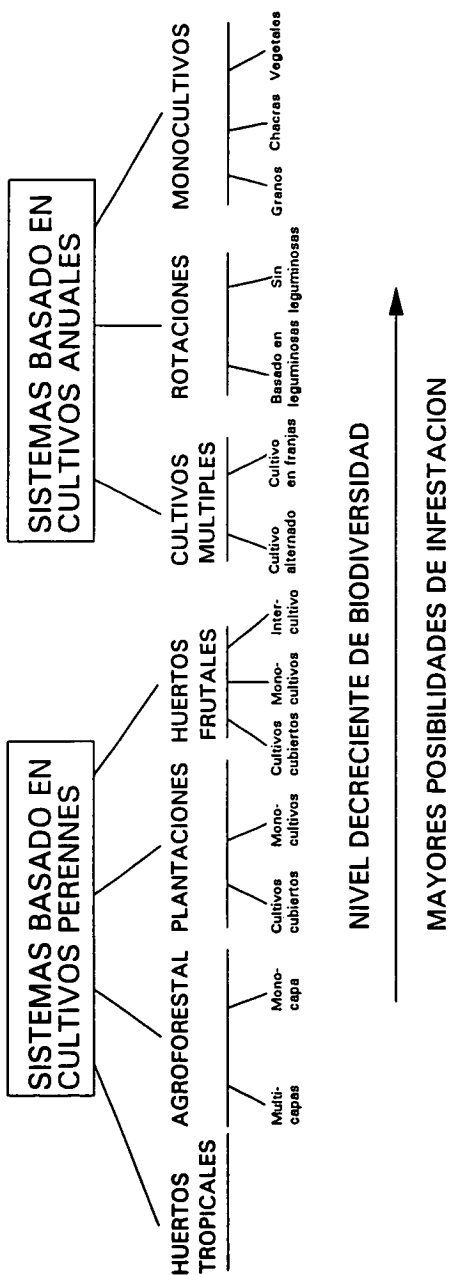 SISTEMAS BASADO EN
CULTIVOS PERENNES
SISTEMAS BASADO EN
CULTIVOS ANUALES
HUERTOS
TROPICALES
AGROFORESTAL
Multi-
capas
Mono-
capa
PLANTACIONES
Cultivos
cubiertos
Mono-
cultivos
HUERTOS
FRUTALES
Cultivos
cubiertos
Mono-
cultivos
Inter-
cultivo
CULTIVOS
MULTIPLES
Cultivo
alternado
Cultivo
en franjas
ROTACIONES
Basado en
leguminosas
Sin
leguminosas
MONOCULTIVOS
Granos
Chacras
Vegetales
NIVEL DECRECIENTE DE BIODIVERSIDAD
MAYORES POSIBILIDADES DE INFESTACION